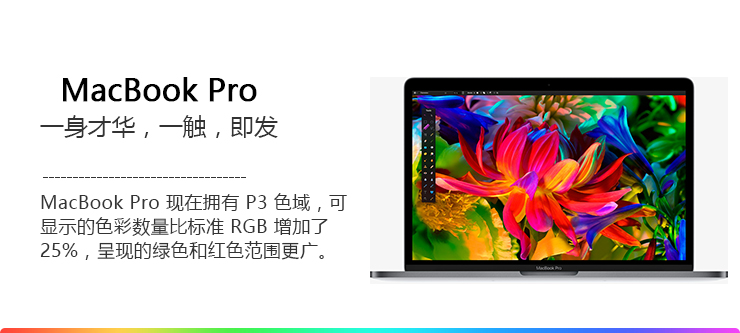 MacBook Pro
一身才华，一触，即发
----------------------------------
MacBook Pro 现在拥有 P3 色域，可
显示的色彩数量比标准 RGB 增加了
25%，呈现的绿色和红色范围更广。
MacBook Pro